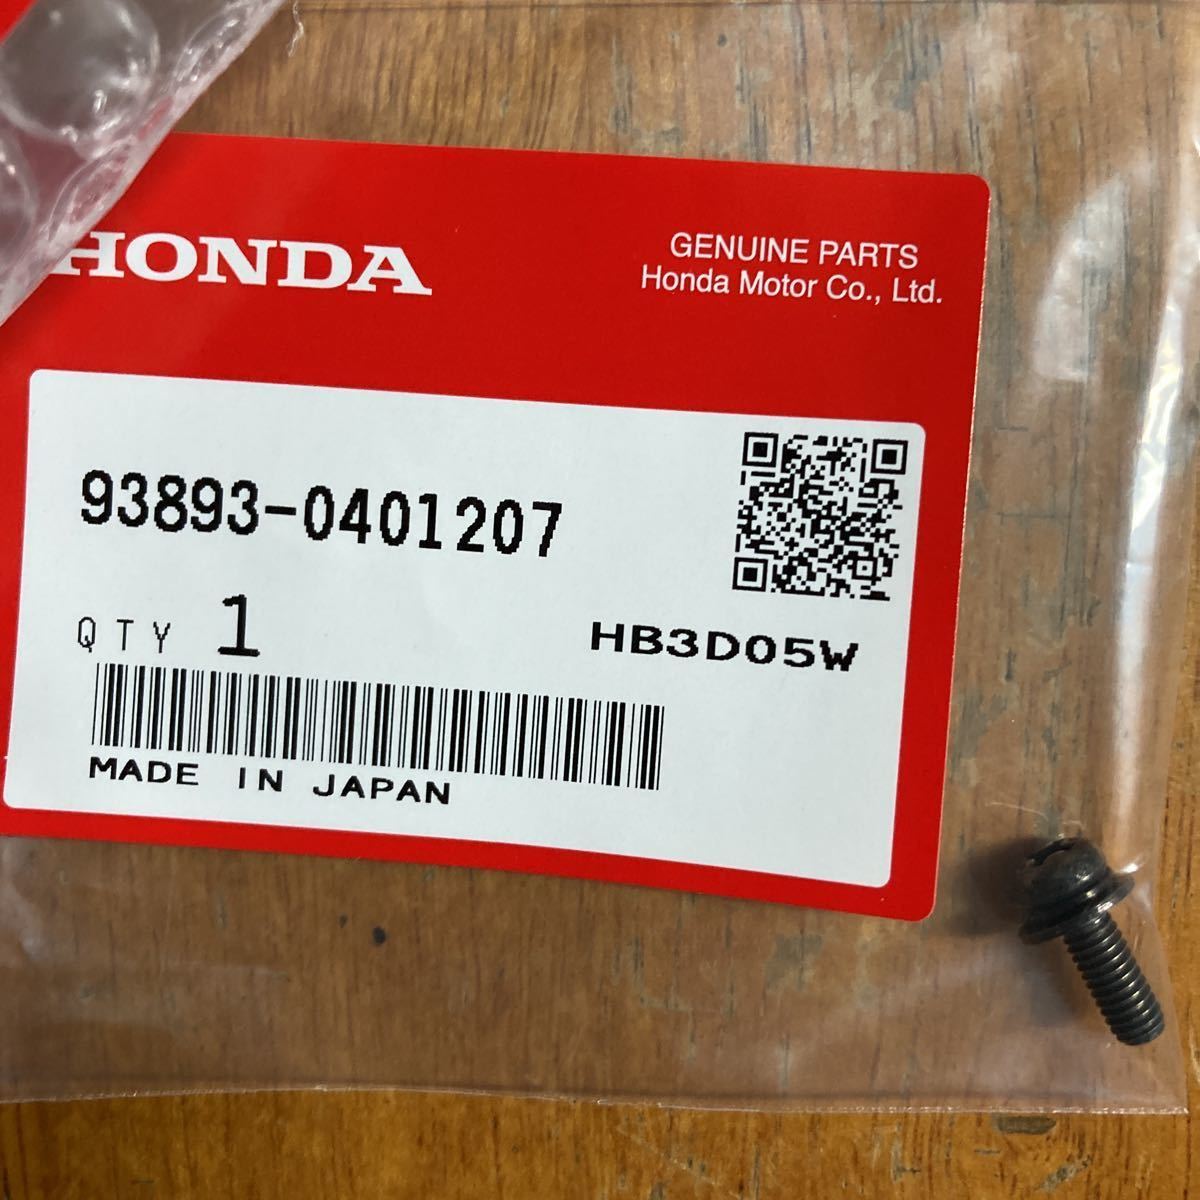 HONDA
GENUINE PARTS
Honda Motor Co., Ltd.
93893-0401207
QTY 1
HB3D05W
MADE IN JAPAN